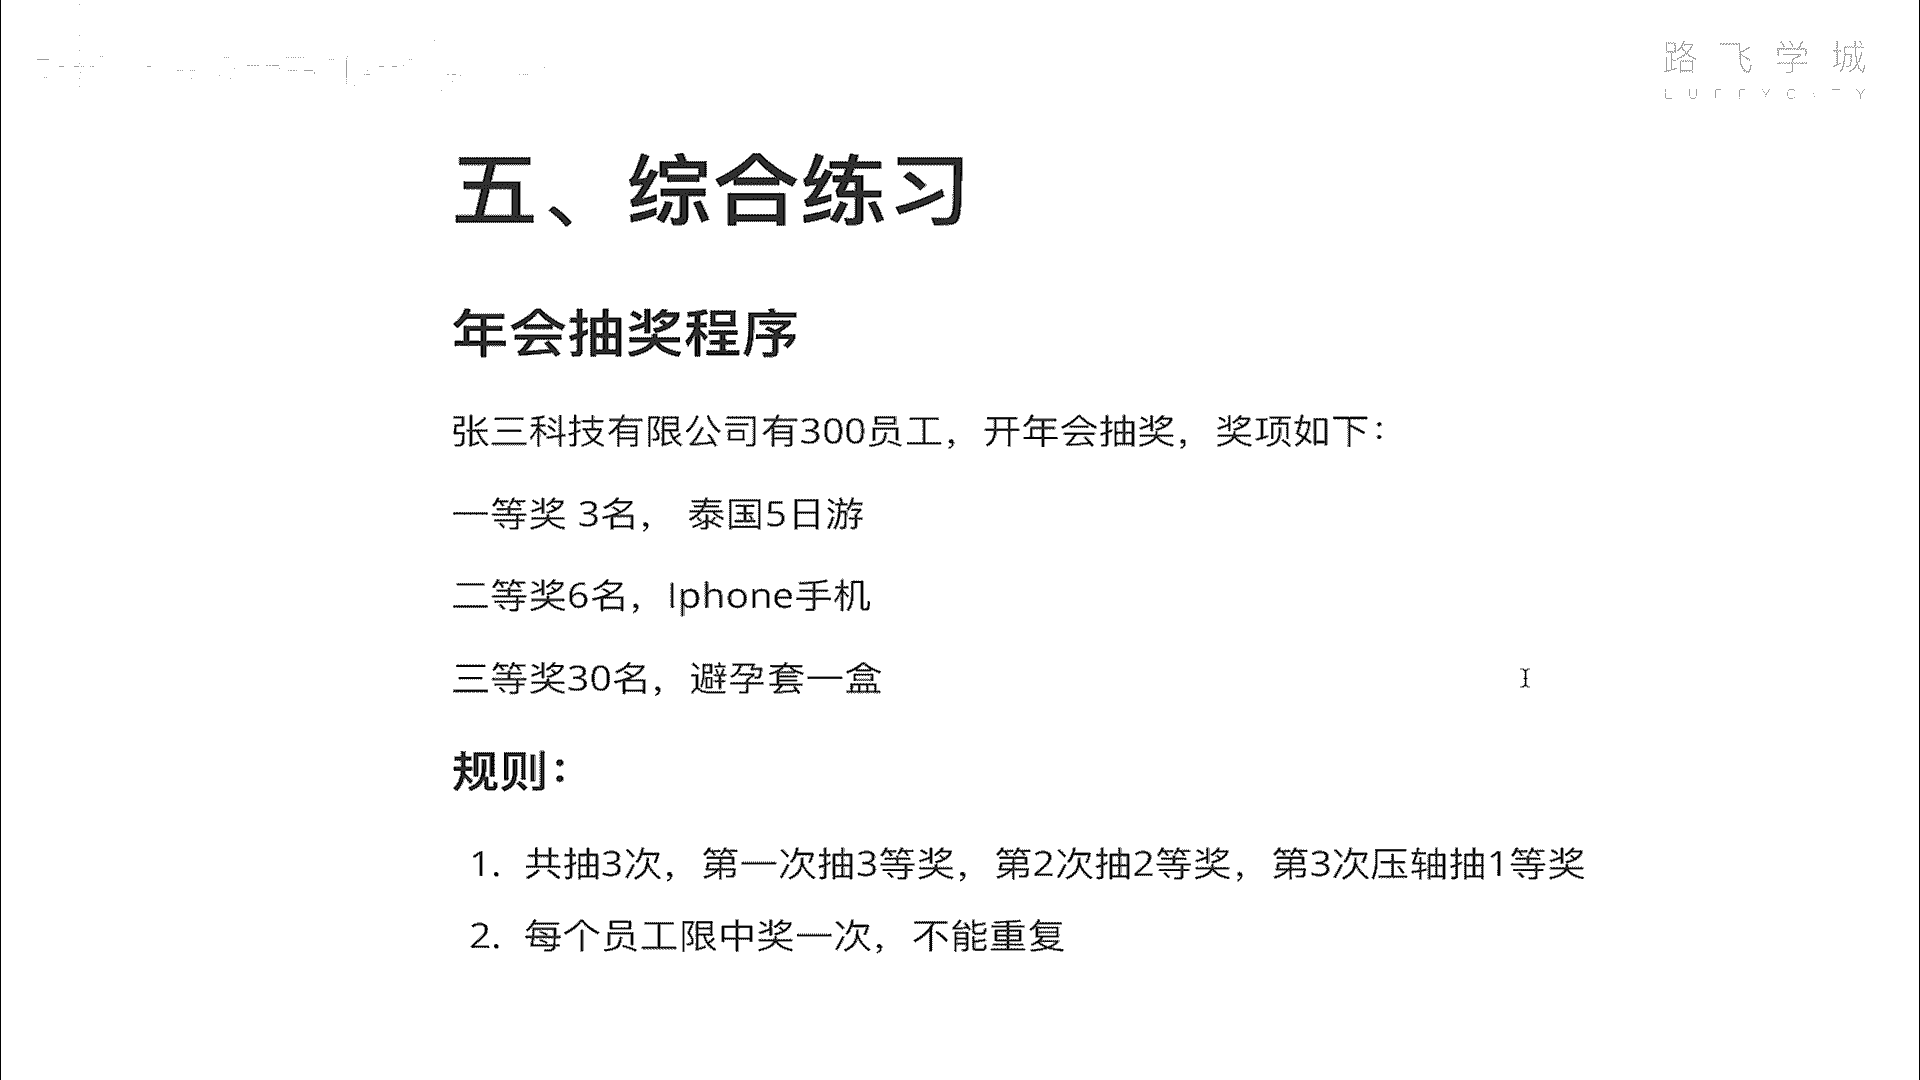 路飞学城
LUFFYCITY
五、综合练习
年会抽奖程序
张三科技有限公司有300员工，开年会抽奖，奖项如下：
一等奖 3名， 泰国5日游
二等奖6名，Iphone手机
三等奖30名，避孕套一盒
规则：
1. 共抽3次，第一次抽3等奖，第2次抽2等奖，第3次压轴抽1等奖
2. 每个员工限中奖一次，不能重复